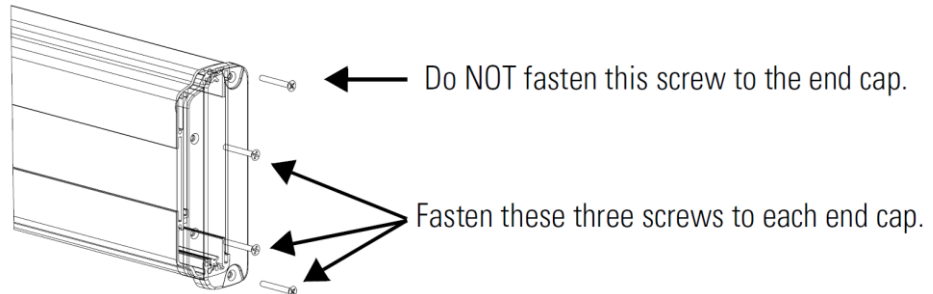 Do NOT fasten this screw to the end cap.
Fasten these three screws to each end cap.